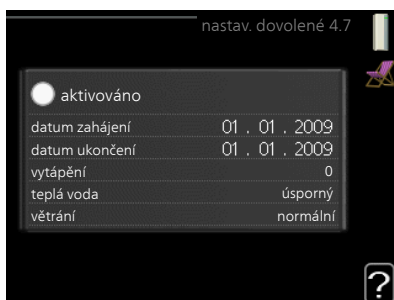 nastav. dovolené 4.7
aktivováno
datum zahájení 01 . 01 . 2009
datum ukončení 01 . 01 . 2009
vytápění 0
teplá voda úsporný
větrání normální
?